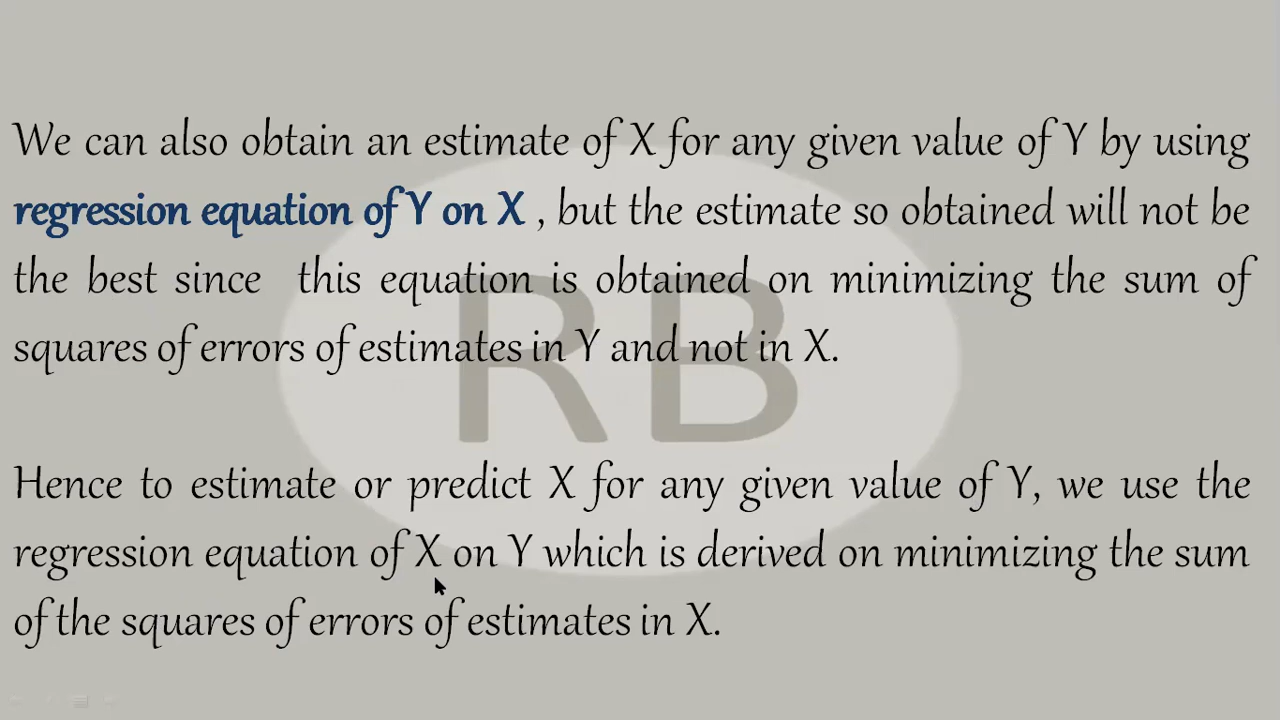 We can also obtain an estimate of X for any given value of Y by using
regression equation of Y on X , but the estimate so obtained will not be
the best since this equation is obtained on minimizing the sum of
squares of errors of estimates in Y and not in X.
RB
Hence to estimate or predict X for any given value of Y, we use the
regression equation of X on Y which is derived on minimizing the sum
of the squares of errors of estimates in X.